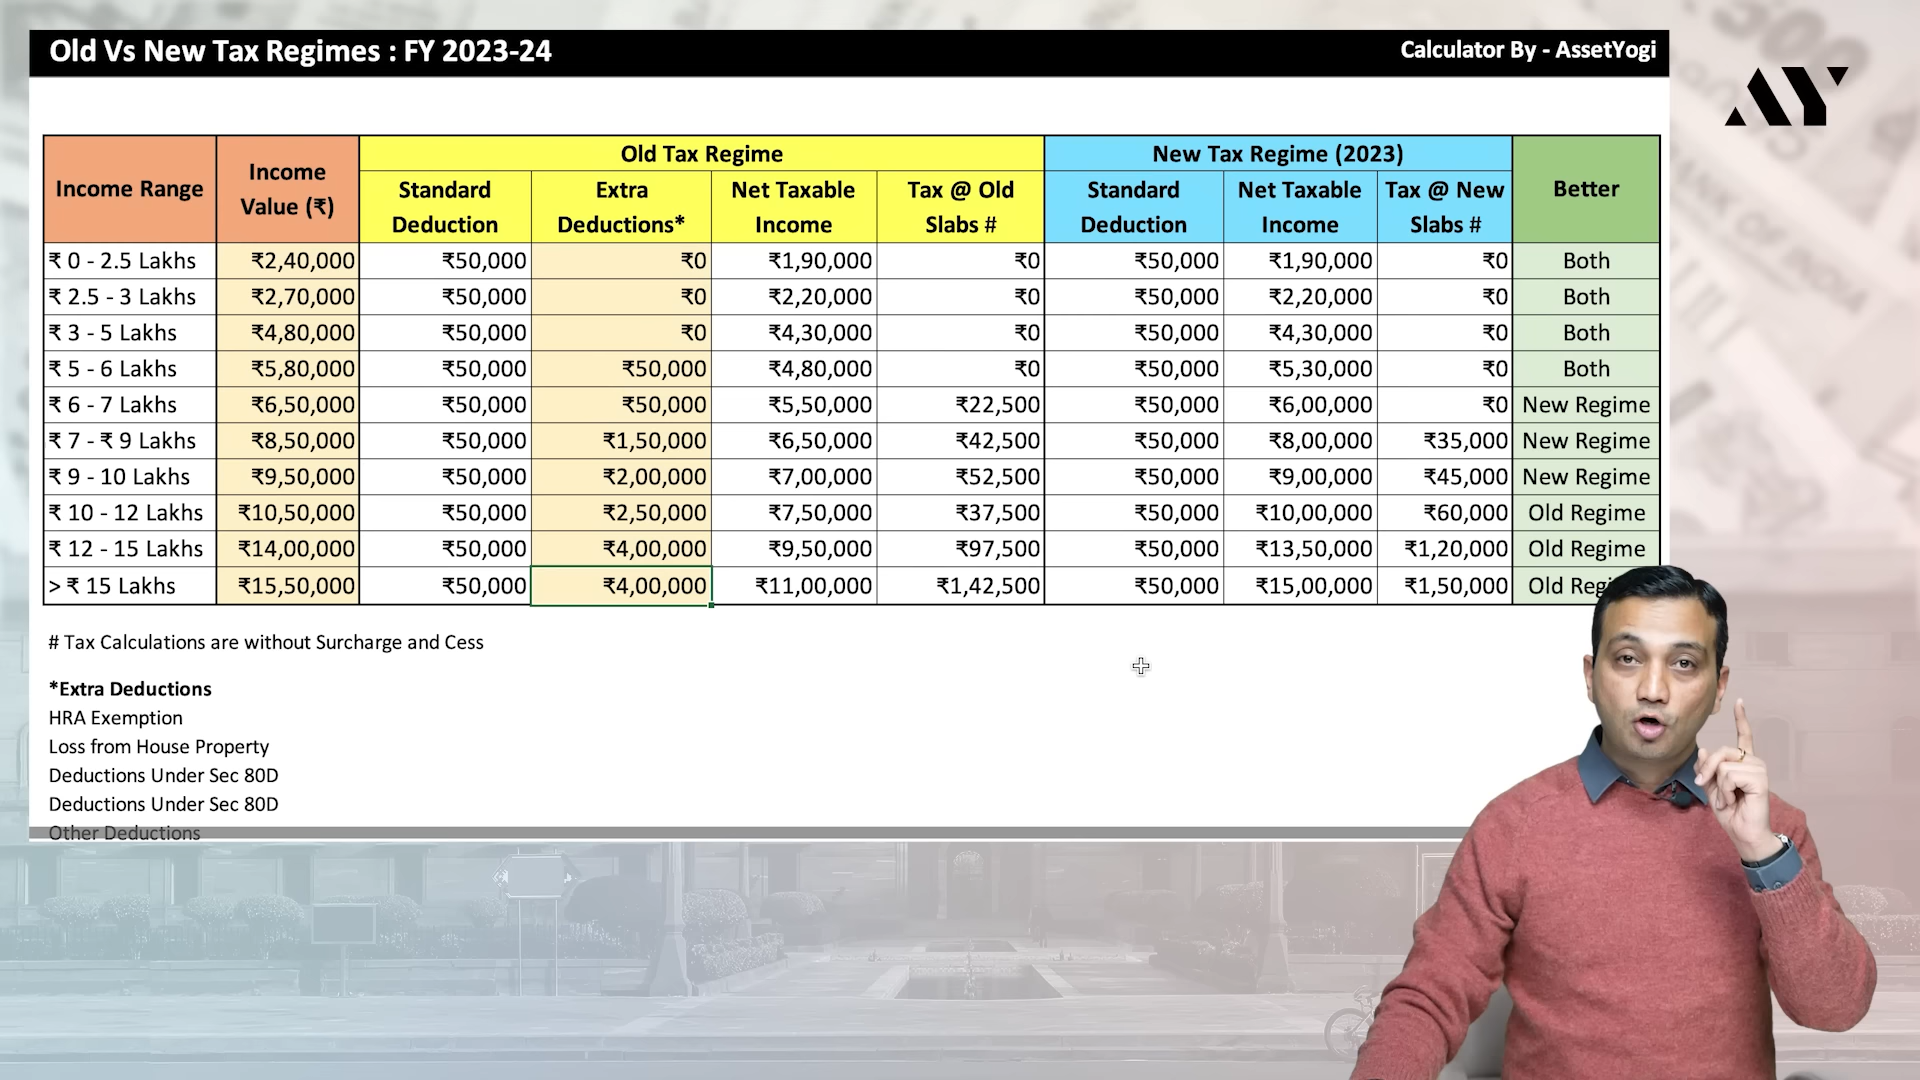 Old Vs New Tax Regimes : FY 2023-24 Calculator By - AssetYogi
AY
Income Range Income Value (₹) Old Tax Regime New Tax Regime (2023) Better
Standard Deduction Extra Deductions* Net Taxable Income Tax @ Old Slabs # Standard Deduction Net Taxable Income Tax @ New Slabs #
₹ 0 - 2.5 Lakhs ₹2,40,000 ₹50,000 ₹0 ₹1,90,000 ₹0 ₹50,000 ₹1,90,000 ₹0 Both
₹ 2.5 - 3 Lakhs ₹2,70,000 ₹50,000 ₹0 ₹2,20,000 ₹0 ₹50,000 ₹2,20,000 ₹0 Both
₹ 3 - 5 Lakhs ₹4,80,000 ₹50,000 ₹0 ₹4,30,000 ₹0 ₹50,000 ₹4,30,000 ₹0 Both
₹ 5 - 6 Lakhs ₹5,80,000 ₹50,000 ₹50,000 ₹4,80,000 ₹0 ₹50,000 ₹5,30,000 ₹0 Both
₹ 6 - 7 Lakhs ₹6,50,000 ₹50,000 ₹50,000 ₹5,50,000 ₹22,500 ₹50,000 ₹6,00,000 ₹0 New Regime
₹ 7 - ₹ 9 Lakhs ₹8,50,000 ₹50,000 ₹1,50,000 ₹6,50,000 ₹42,500 ₹50,000 ₹8,00,000 ₹35,000 New Regime
₹ 9 - 10 Lakhs ₹9,50,000 ₹50,000 ₹2,00,000 ₹7,00,000 ₹52,500 ₹50,000 ₹9,00,000 ₹45,000 New Regime
₹ 10 - 12 Lakhs ₹10,50,000 ₹50,000 ₹2,50,000 ₹7,50,000 ₹37,500 ₹50,000 ₹10,00,000 ₹60,000 Old Regime
₹ 12 - 15 Lakhs ₹14,00,000 ₹50,000 ₹4,00,000 ₹9,50,000 ₹97,500 ₹50,000 ₹13,50,000 ₹1,20,000 Old Regime
> ₹ 15 Lakhs ₹15,50,000 ₹50,000 ₹4,00,000 ₹11,00,000 ₹1,42,500 ₹50,000 ₹15,00,000 ₹1,50,000 Old Reg
# Tax Calculations are without Surcharge and Cess
*Extra Deductions
HRA Exemption
Loss from House Property
Deductions Under Sec 80D
Deductions Under Sec 80D
Other Deductions
500
BANK OF INDIA